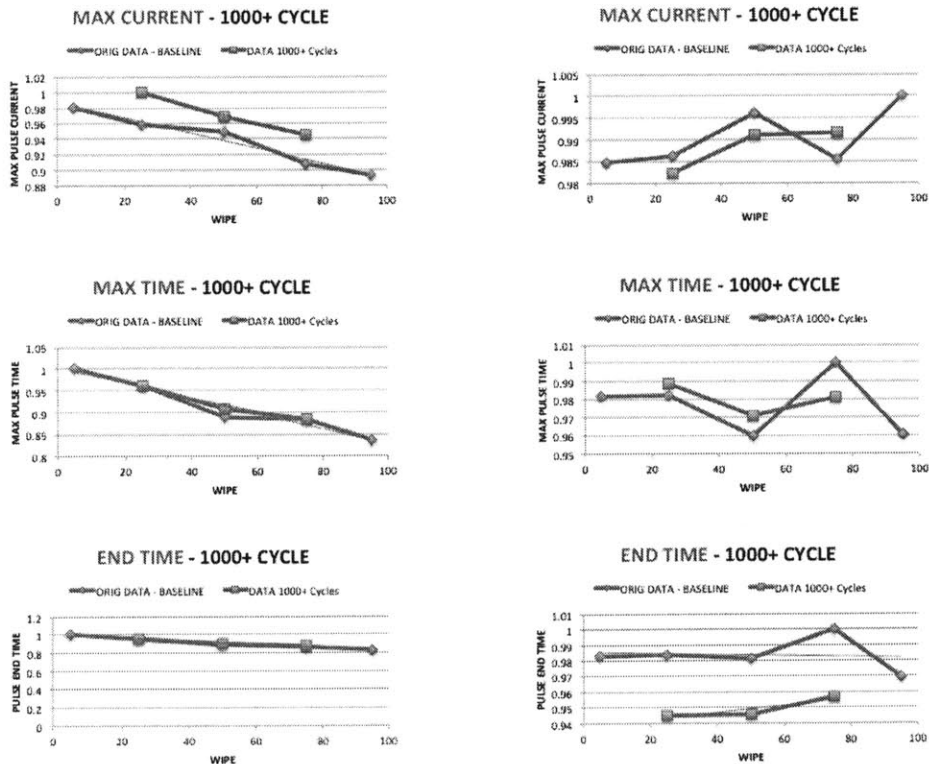 MAX CURRENT - 1000+ CYCLE
ORIG DATA - BASELINE DATA 1000+ Cycles
MAX PULSE CURRENT
1.02
1
0.98
0.96
0.94
0.92
0.9
0.88
0 20 40 60 80 100
WIPE
MAX CURRENT - 1000+ CYCLE
ORIG DATA - BASELINE DATA 1000+ Cycles
MAX PULSE CURRENT
1.005
1
0.995
0.99
0.985
0.98
0 20 40 60 80 100
WIPE
MAX TIME - 1000+ CYCLE
ORIG DATA - BASELINE DATA 1000+ Cycles
MAX PULSE TIME
1.05
1
0.95
0.9
0.85
0.8
0 20 40 60 80 100
WIPE
MAX TIME - 1000+ CYCLE
ORIG DATA - BASELINE DATA 1000+ Cycles
MAX PULSE TIME
1.01
1
0.99
0.98
0.97
0.96
0.95
0 20 40 60 80 100
WIPE
END TIME - 1000+ CYCLE
ORIG DATA - BASELINE DATA 1000+ Cycles
PULSE END TIME
1.2
1
0.8
0.6
0.4
0.2
0
0 20 40 60 80 100
WIPE
END TIME - 1000+ CYCLE
ORIG DATA - BASELINE DATA 1000+ Cycles
PULSE END TIME
1.01
1
0.99
0.98
0.97
0.96
0.95
0.94
0 20 40 60 80 100
WIPE